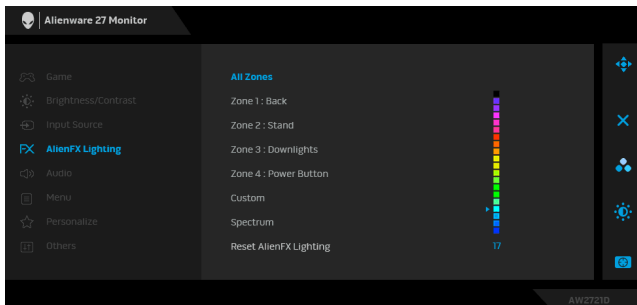 Alienware 27 Monitor
Game
Brightness/Contrast
Input Source
FX AlienFX Lighting
Audio
Menu
Personalize
Others
All Zones
Zone 1 : Back
Zone 2 : Stand
Zone 3 : Downlights
Zone 4 : Power Button
Custom
Spectrum
Reset AlienFX Lighting
17
AW2721D